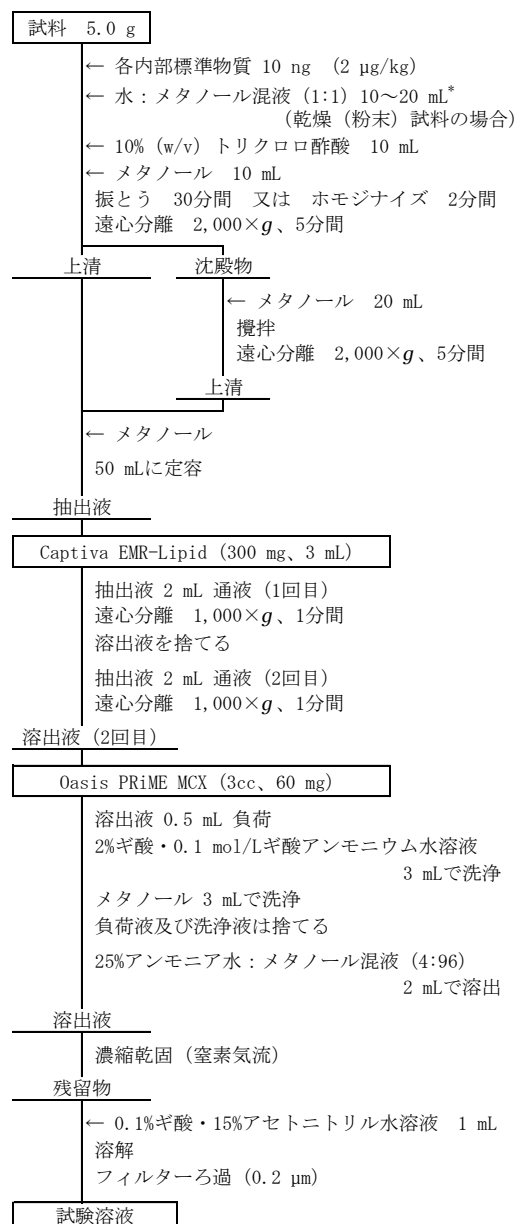 試料 5.0 g
← 各内部標準物質 10 ng (2 µg/kg)
← 水：メタノール混液 (1:1) 10～20 mL*
(乾燥（粉末）試料の場合)
← 10% (w/v) トリクロロ酢酸 10 mL
← メタノール 10 mL
振とう 30分間 又は ホモジナイズ 2分間
遠心分離 2,000×g、5分間
上清 沈殿物
← メタノール 20 mL
攪拌
遠心分離 2,000×g、5分間
上清
← メタノール
50 mLに定容
抽出液
Captiva EMR-Lipid (300 mg、3 mL)
抽出液 2 mL 通液 (1回目)
遠心分離 1,000×g、1分間
溶出液を捨てる
抽出液 2 mL 通液 (2回目)
遠心分離 1,000×g、1分間
溶出液 (2回目)
Oasis PRiME MCX (3cc、60 mg)
溶出液 0.5 mL 負荷
2%ギ酸・0.1 mol/Lギ酸アンモニウム水溶液
3 mLで洗浄
メタノール 3 mLで洗浄
負荷液及び洗浄液は捨てる
25%アンモニア水：メタノール混液 (4:96)
2 mLで溶出
溶出液
濃縮乾固 (窒素気流)
残留物
← 0.1%ギ酸・15%アセトニトリル水溶液 1 mL
溶解
フィルターろ過 (0.2 µm)
試験溶液